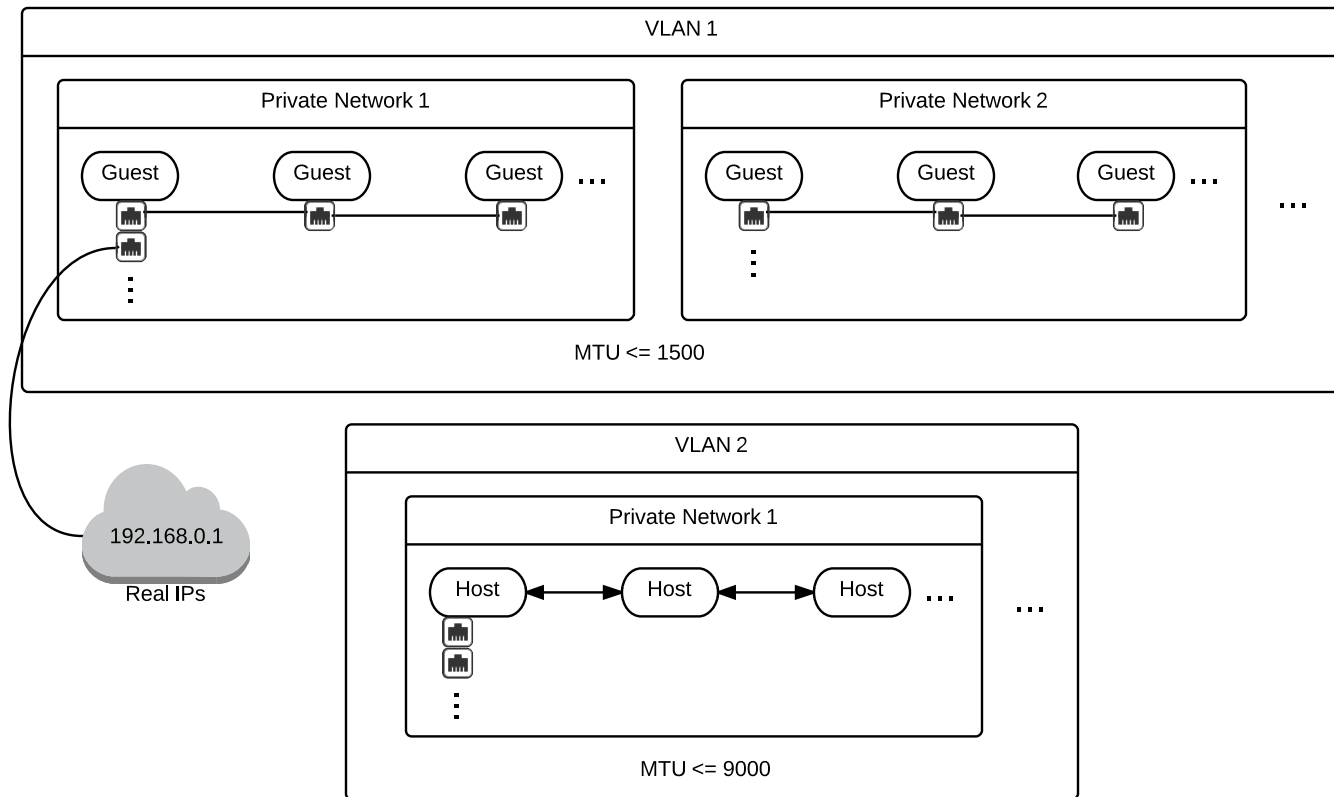 VLAN 1
Private Network 1
Private Network 2
Guest
Guest
Guest
...
Guest
Guest
Guest
...
...
MTU <= 1500
VLAN 2
Private Network 1
192.168.0.1
Real IPs
Host
Host
Host
...
...
MTU <= 9000